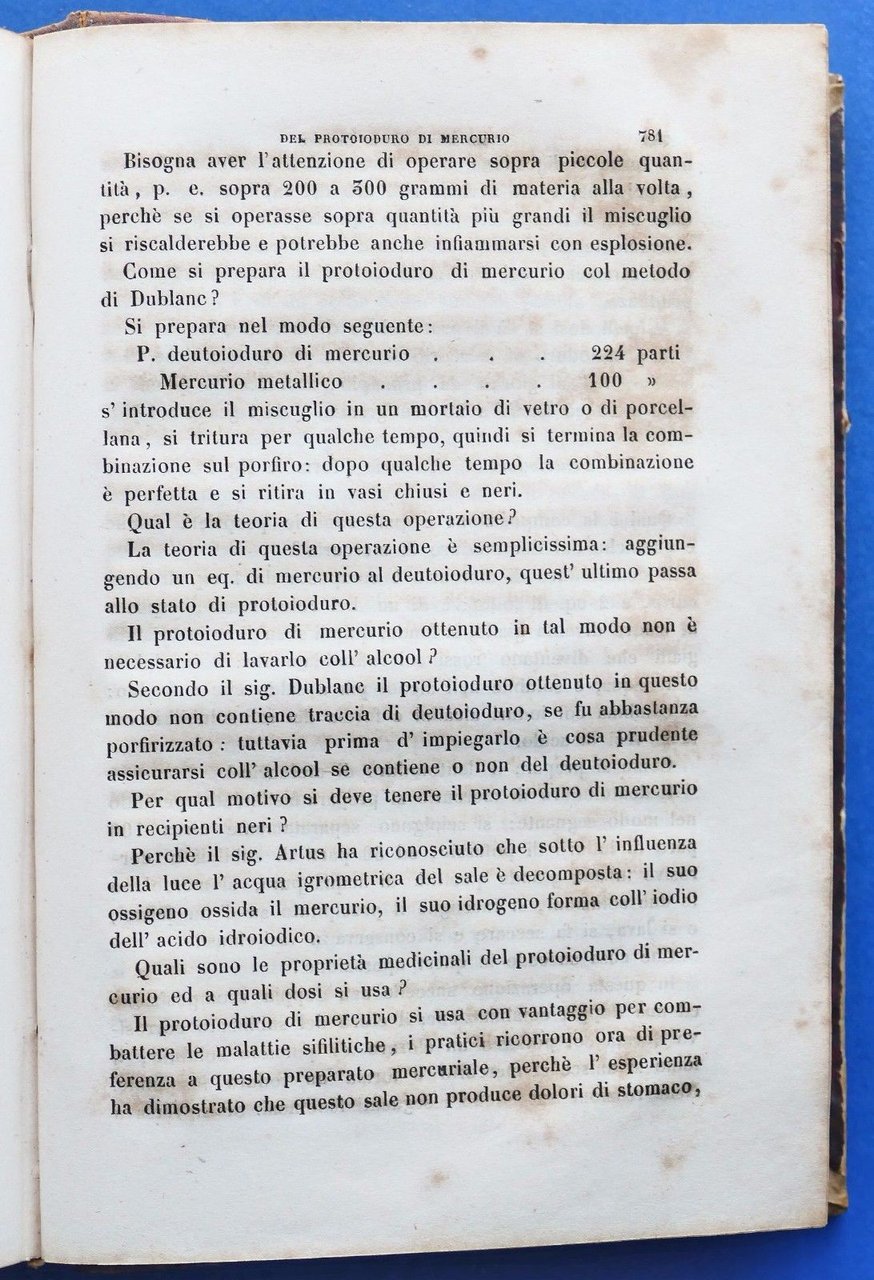 DEL PROTOIODURO DI MERCURIO 781
Bisogna aver l'attenzione di operare sopra piccole quan-
tità, p. e. sopra 200 a 300 grammi di materia alla volta,
perchè se si operasse sopra quantità più grandi il miscuglio
si riscalderebbe e potrebbe anche infiammarsi con esplosione.
Come si prepara il protoioduro di mercurio col metodo
di Dublanc?
Si prepara nel modo seguente:
P. deutoioduro di mercurio . . . 224 parti
Mercurio metallico . . . . 100 »
s' introduce il miscuglio in un mortaio di vetro o di porcel-
lana, si tritura per qualche tempo, quindi si termina la com-
binazione sul porfiro: dopo qualche tempo la combinazione
è perfetta e si ritira in vasi chiusi e neri.
Qual è la teoria di questa operazione?
La teoria di questa operazione è semplicissima: aggiun-
gendo un eq. di mercurio al deutoioduro, quest' ultimo passa
allo stato di protoioduro.
Il protoioduro di mercurio ottenuto in tal modo non è
necessario di lavarlo coll' alcool?
Secondo il sig. Dublanc il protoioduro ottenuto in questo
modo non contiene traccia di deutoioduro, se fu abbastanza
porfirizzato: tuttavia prima d' impiegarlo è cosa prudente
assicurarsi coll' alcool se contiene o non del deutoioduro.
Per qual motivo si deve tenere il protoioduro di mercurio
in recipienti neri?
Perchè il sig. Artus ha riconosciuto che sotto l' influenza
della luce l' acqua igrometrica del sale è decomposta: il suo
ossigeno ossida il mercurio, il suo idrogeno forma coll' iodio
dell' acido idroiodico.
Quali sono le proprietà medicinali del protoioduro di mer-
curio ed a quali dosi si usa?
Il protoioduro di mercurio si usa con vantaggio per com-
battere le malattie sifilitiche, i pratici ricorrono ora di pre-
ferenza a questo preparato mercuriale, perchè l' esperienza
ha dimostrato che questo sale non produce dolori di stomaco,